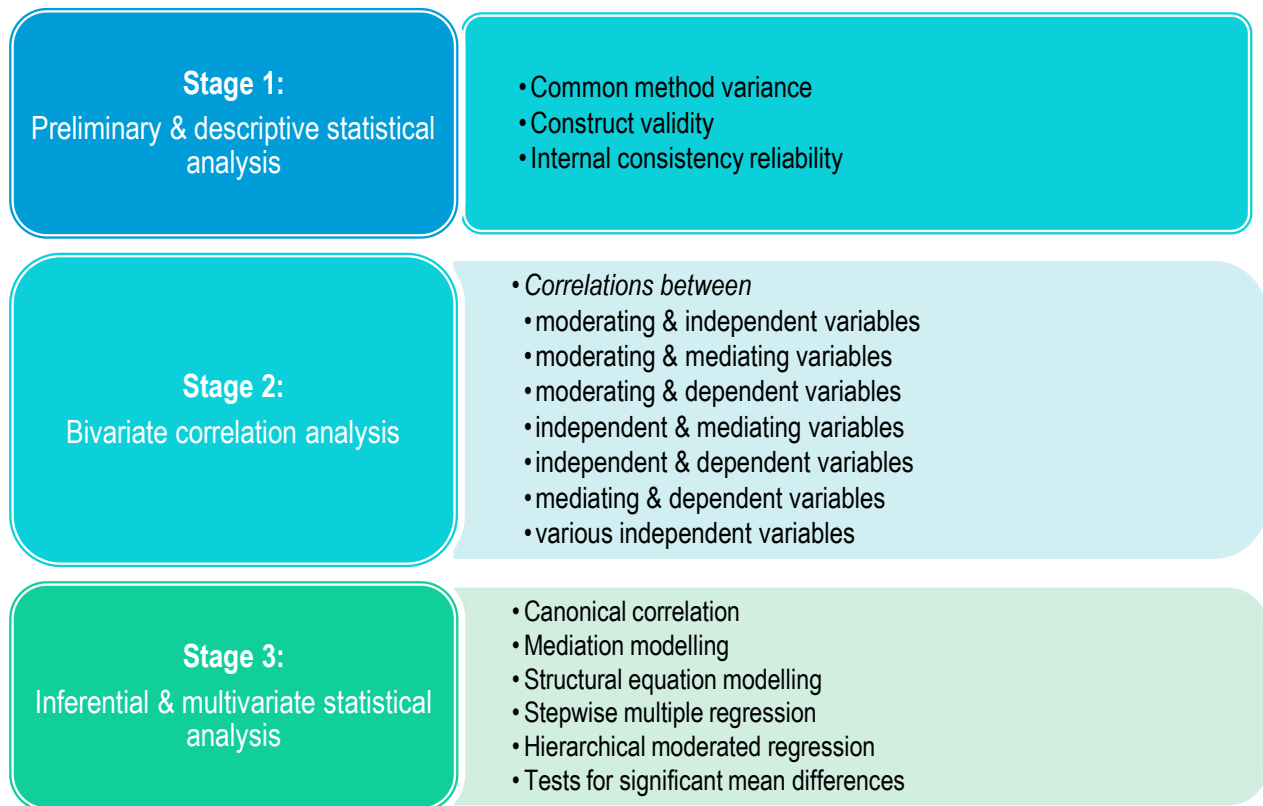 Stage 1:
Preliminary & descriptive statistical
analysis
• Common method variance
• Construct validity
• Internal consistency reliability
Stage 2:
Bivariate correlation analysis
• Correlations between
• moderating & independent variables
• moderating & mediating variables
• moderating & dependent variables
• independent & mediating variables
• independent & dependent variables
• mediating & dependent variables
• various independent variables
Stage 3:
Inferential & multivariate statistical
analysis
• Canonical correlation
• Mediation modelling
• Structural equation modelling
• Stepwise multiple regression
• Hierarchical moderated regression
• Tests for significant mean differences